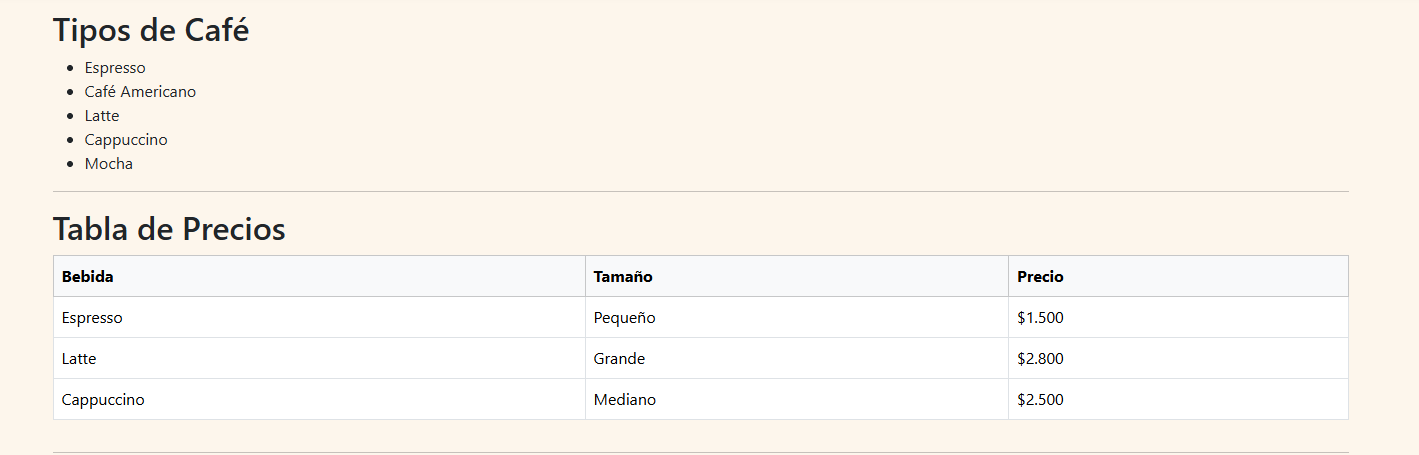 Tipos de Café
Espresso
Café Americano
Latte
Cappuccino
Mocha
Tabla de Precios
Bebida Tamaño Precio
Espresso Pequeño $1.500
Latte Grande $2.800
Cappuccino Mediano $2.500